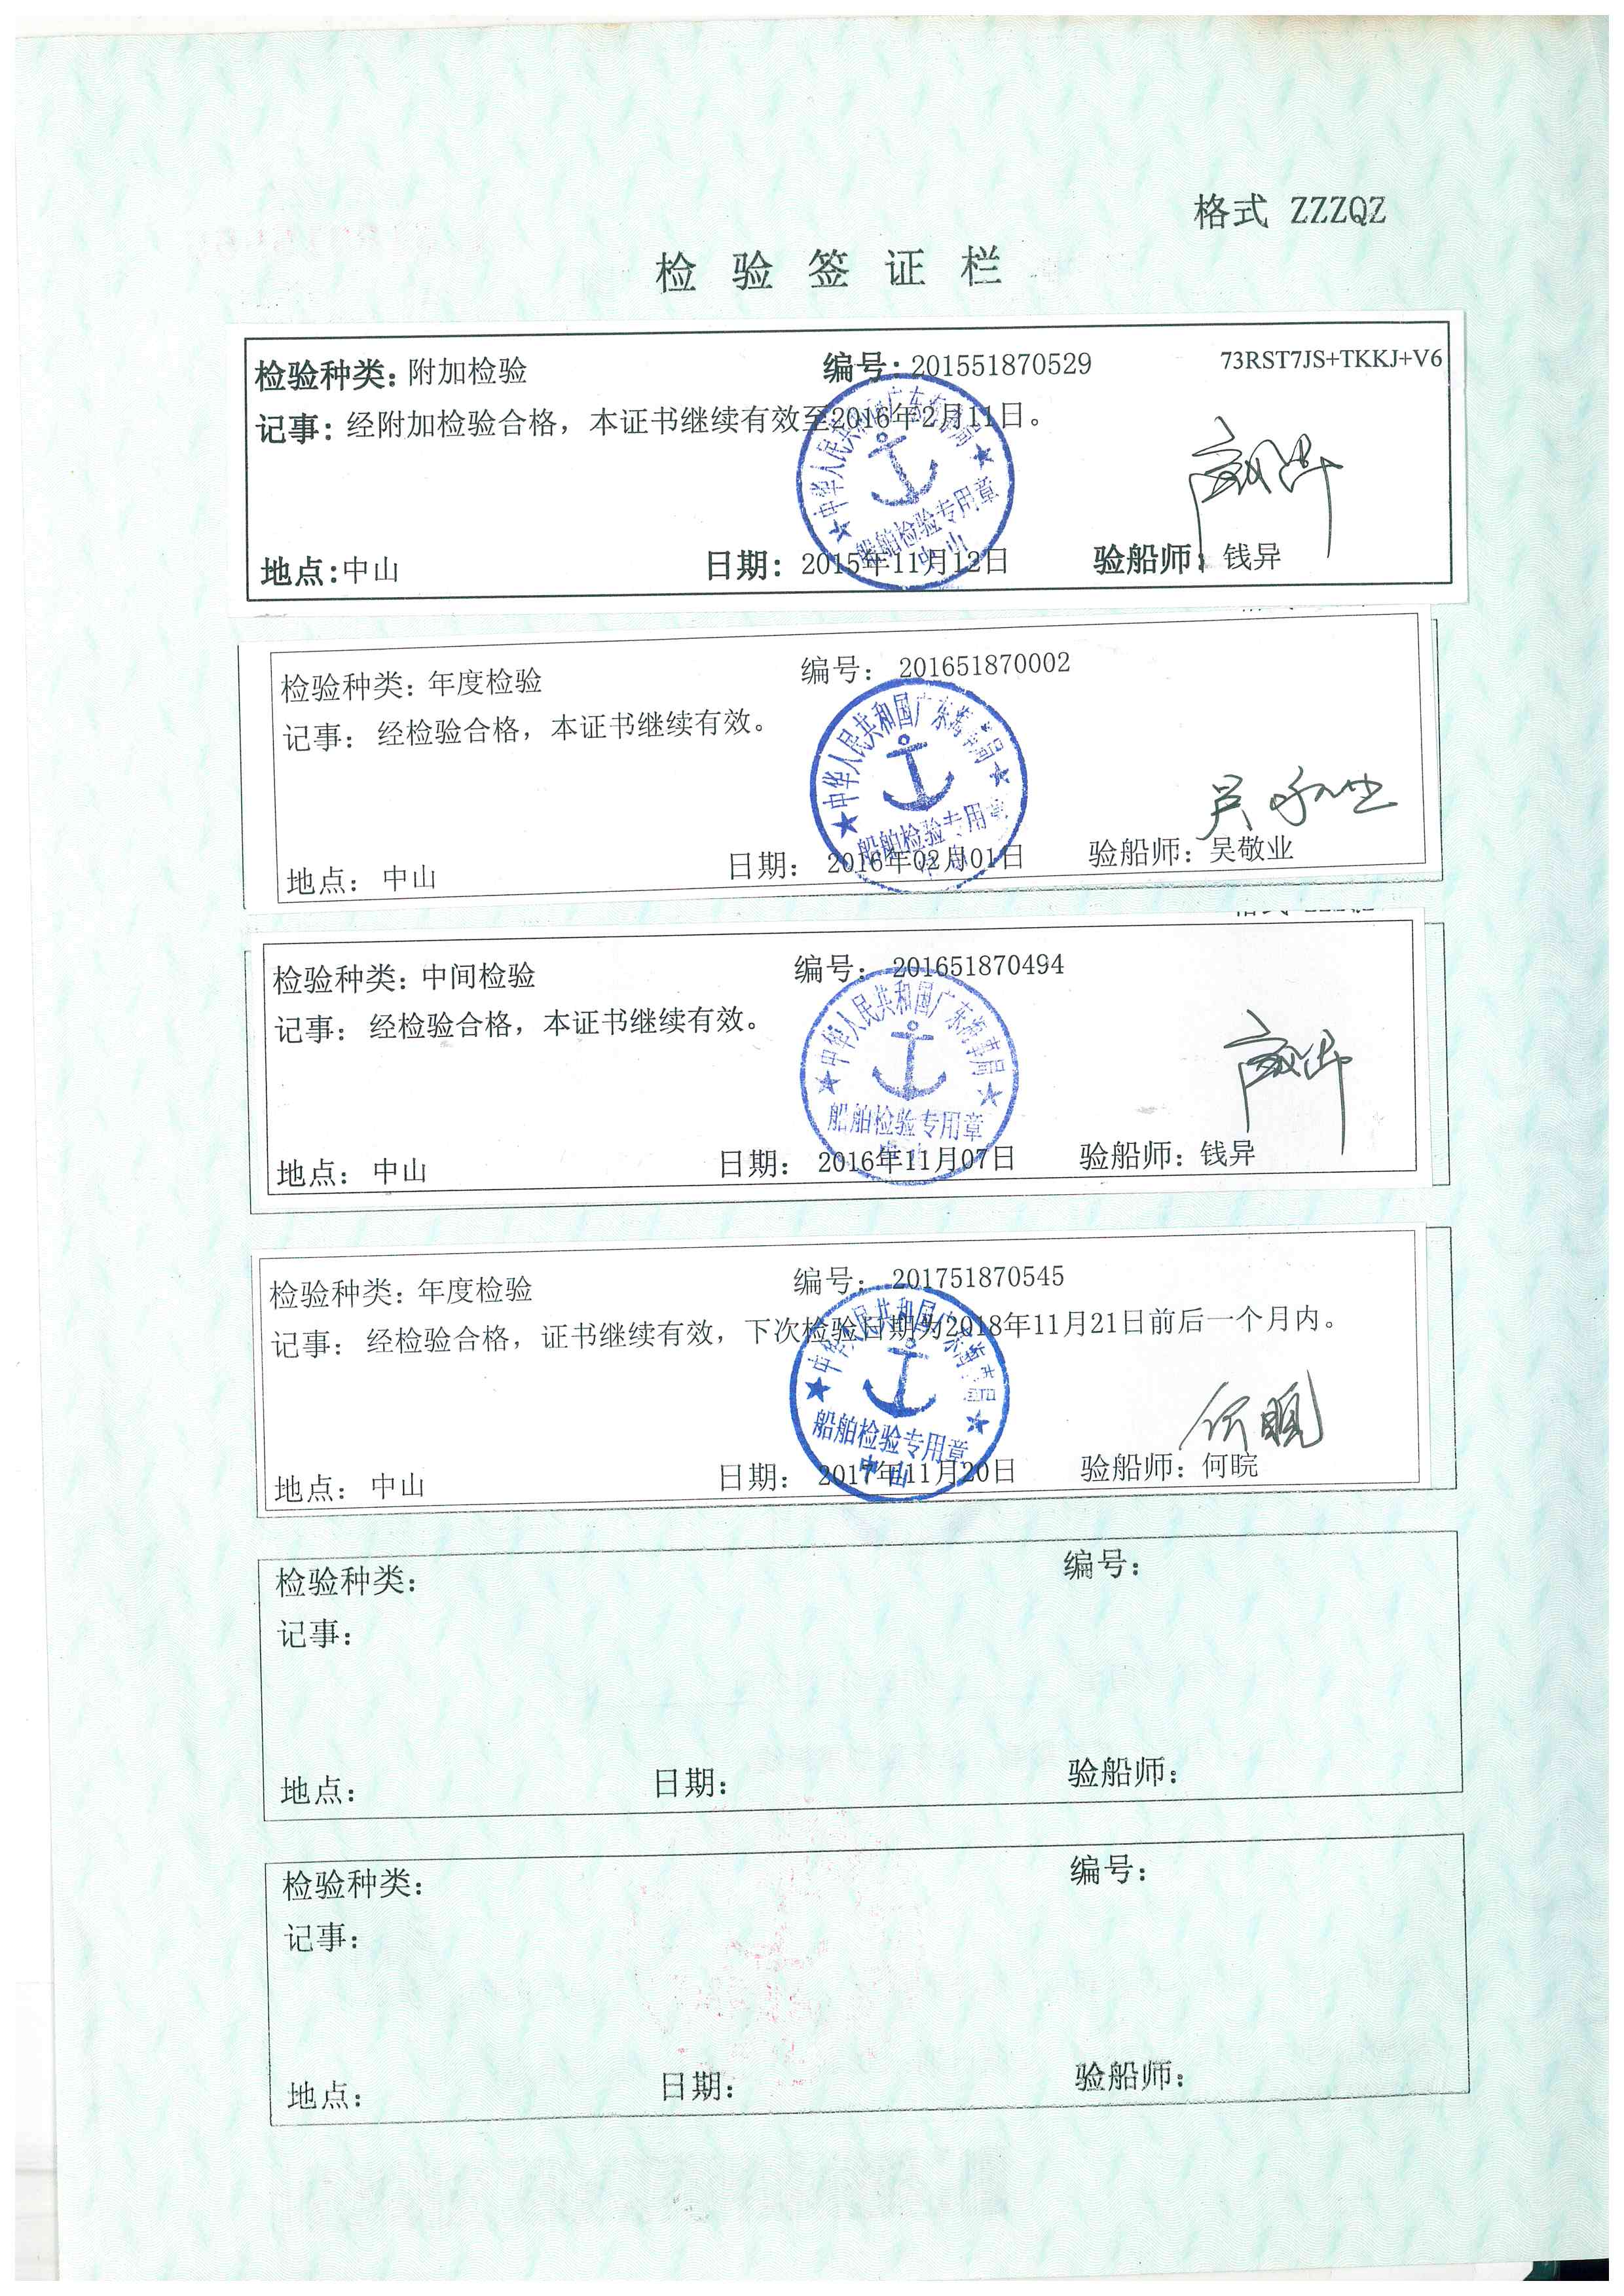 格式 ZZZQZ
检验签证栏
检验种类：附加检验 编号：201551870529 73RST7JS+TKKJ+V6
记事：经附加检验合格，本证书继续有效至2016年2月11日。
中华人民共和国广东海事局
船舶检验专用章
中山
地点：中山 日期：2015年11月12日 验船师：钱异
检验种类：年度检验 编号：201651870002
记事：经检验合格，本证书继续有效。
中华人民共和国广东海事局
船舶检验专用章
地点：中山 日期：2016年02月01日 验船师：吴敬业
检验种类：中间检验 编号：201651870494
记事：经检验合格，本证书继续有效。
中华人民共和国广东海事局
船舶检验专用章
地点：中山 日期：2016年11月07日 验船师：钱异
检验种类：年度检验 编号：201751870545
记事：经检验合格，证书继续有效，下次检验日期为2018年11月21日前后一个月内。
中华人民共和国广东海事局
船舶检验专用章
中山
何晥
地点：中山 日期：2017年11月20日 验船师：何晥
检验种类： 编号：
记事：
地点： 日期： 验船师：
检验种类： 编号：
记事：
地点： 日期： 验船师：